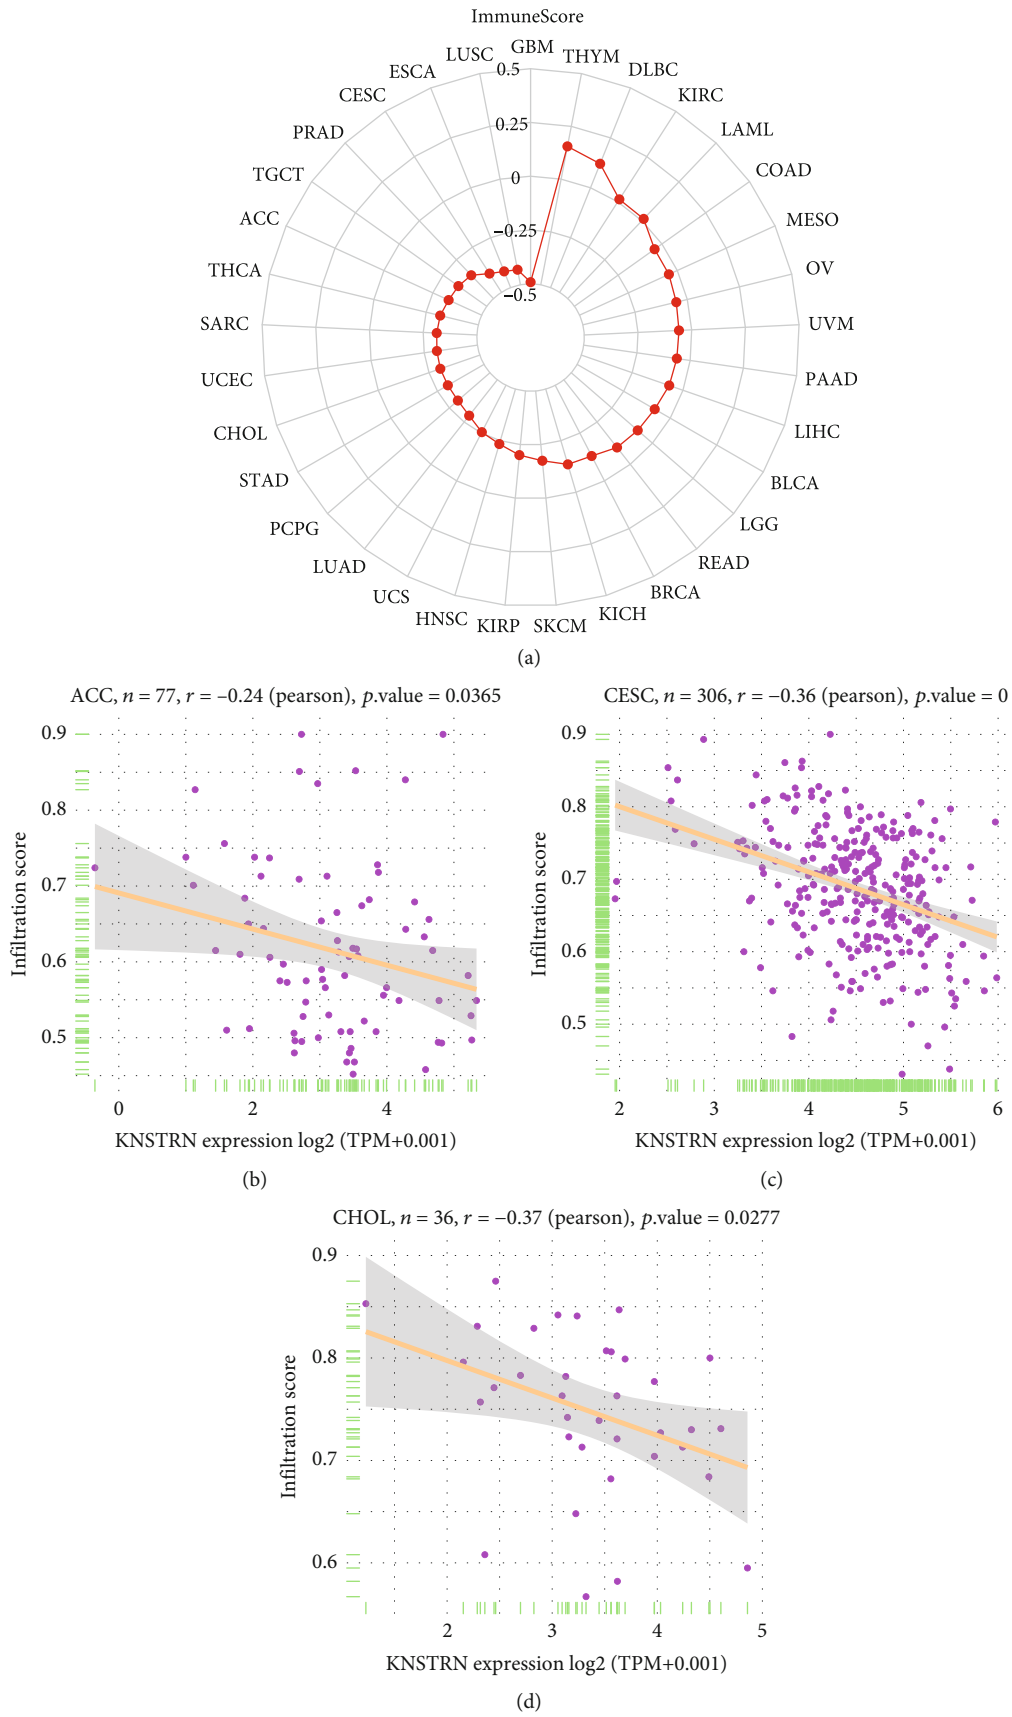 ImmuneScore
GBM
THYM
DLBC
KIRC
LAML
COAD
MESO
OV
UVM
PAAD
LIHC
BLCA
LGG
READ
BRCA
KICH
SKCM
KIRP
HNSC
UCS
LUAD
PCPG
STAD
CHOL
UCEC
SARC
THCA
ACC
TGCT
PRAD
CESC
ESCA
LUSC
0.5
0.25
0
−0.25
−0.5
(a)
ACC, n = 77, r = −0.24 (pearson), p.value = 0.0365
0.9
0.8
0.7
0.6
0.5
Infiltration score
0 2 4
KNSTRN expression log2 (TPM+0.001)
(b)
CESC, n = 306, r = −0.36 (pearson), p.value = 0
0.9
0.8
0.7
0.6
0.5
Infiltration score
2 3 4 5 6
KNSTRN expression log2 (TPM+0.001)
(c)
CHOL, n = 36, r = −0.37 (pearson), p.value = 0.0277
0.9
0.8
0.7
0.6
Infiltration score
2 3 4 5
KNSTRN expression log2 (TPM+0.001)
(d)